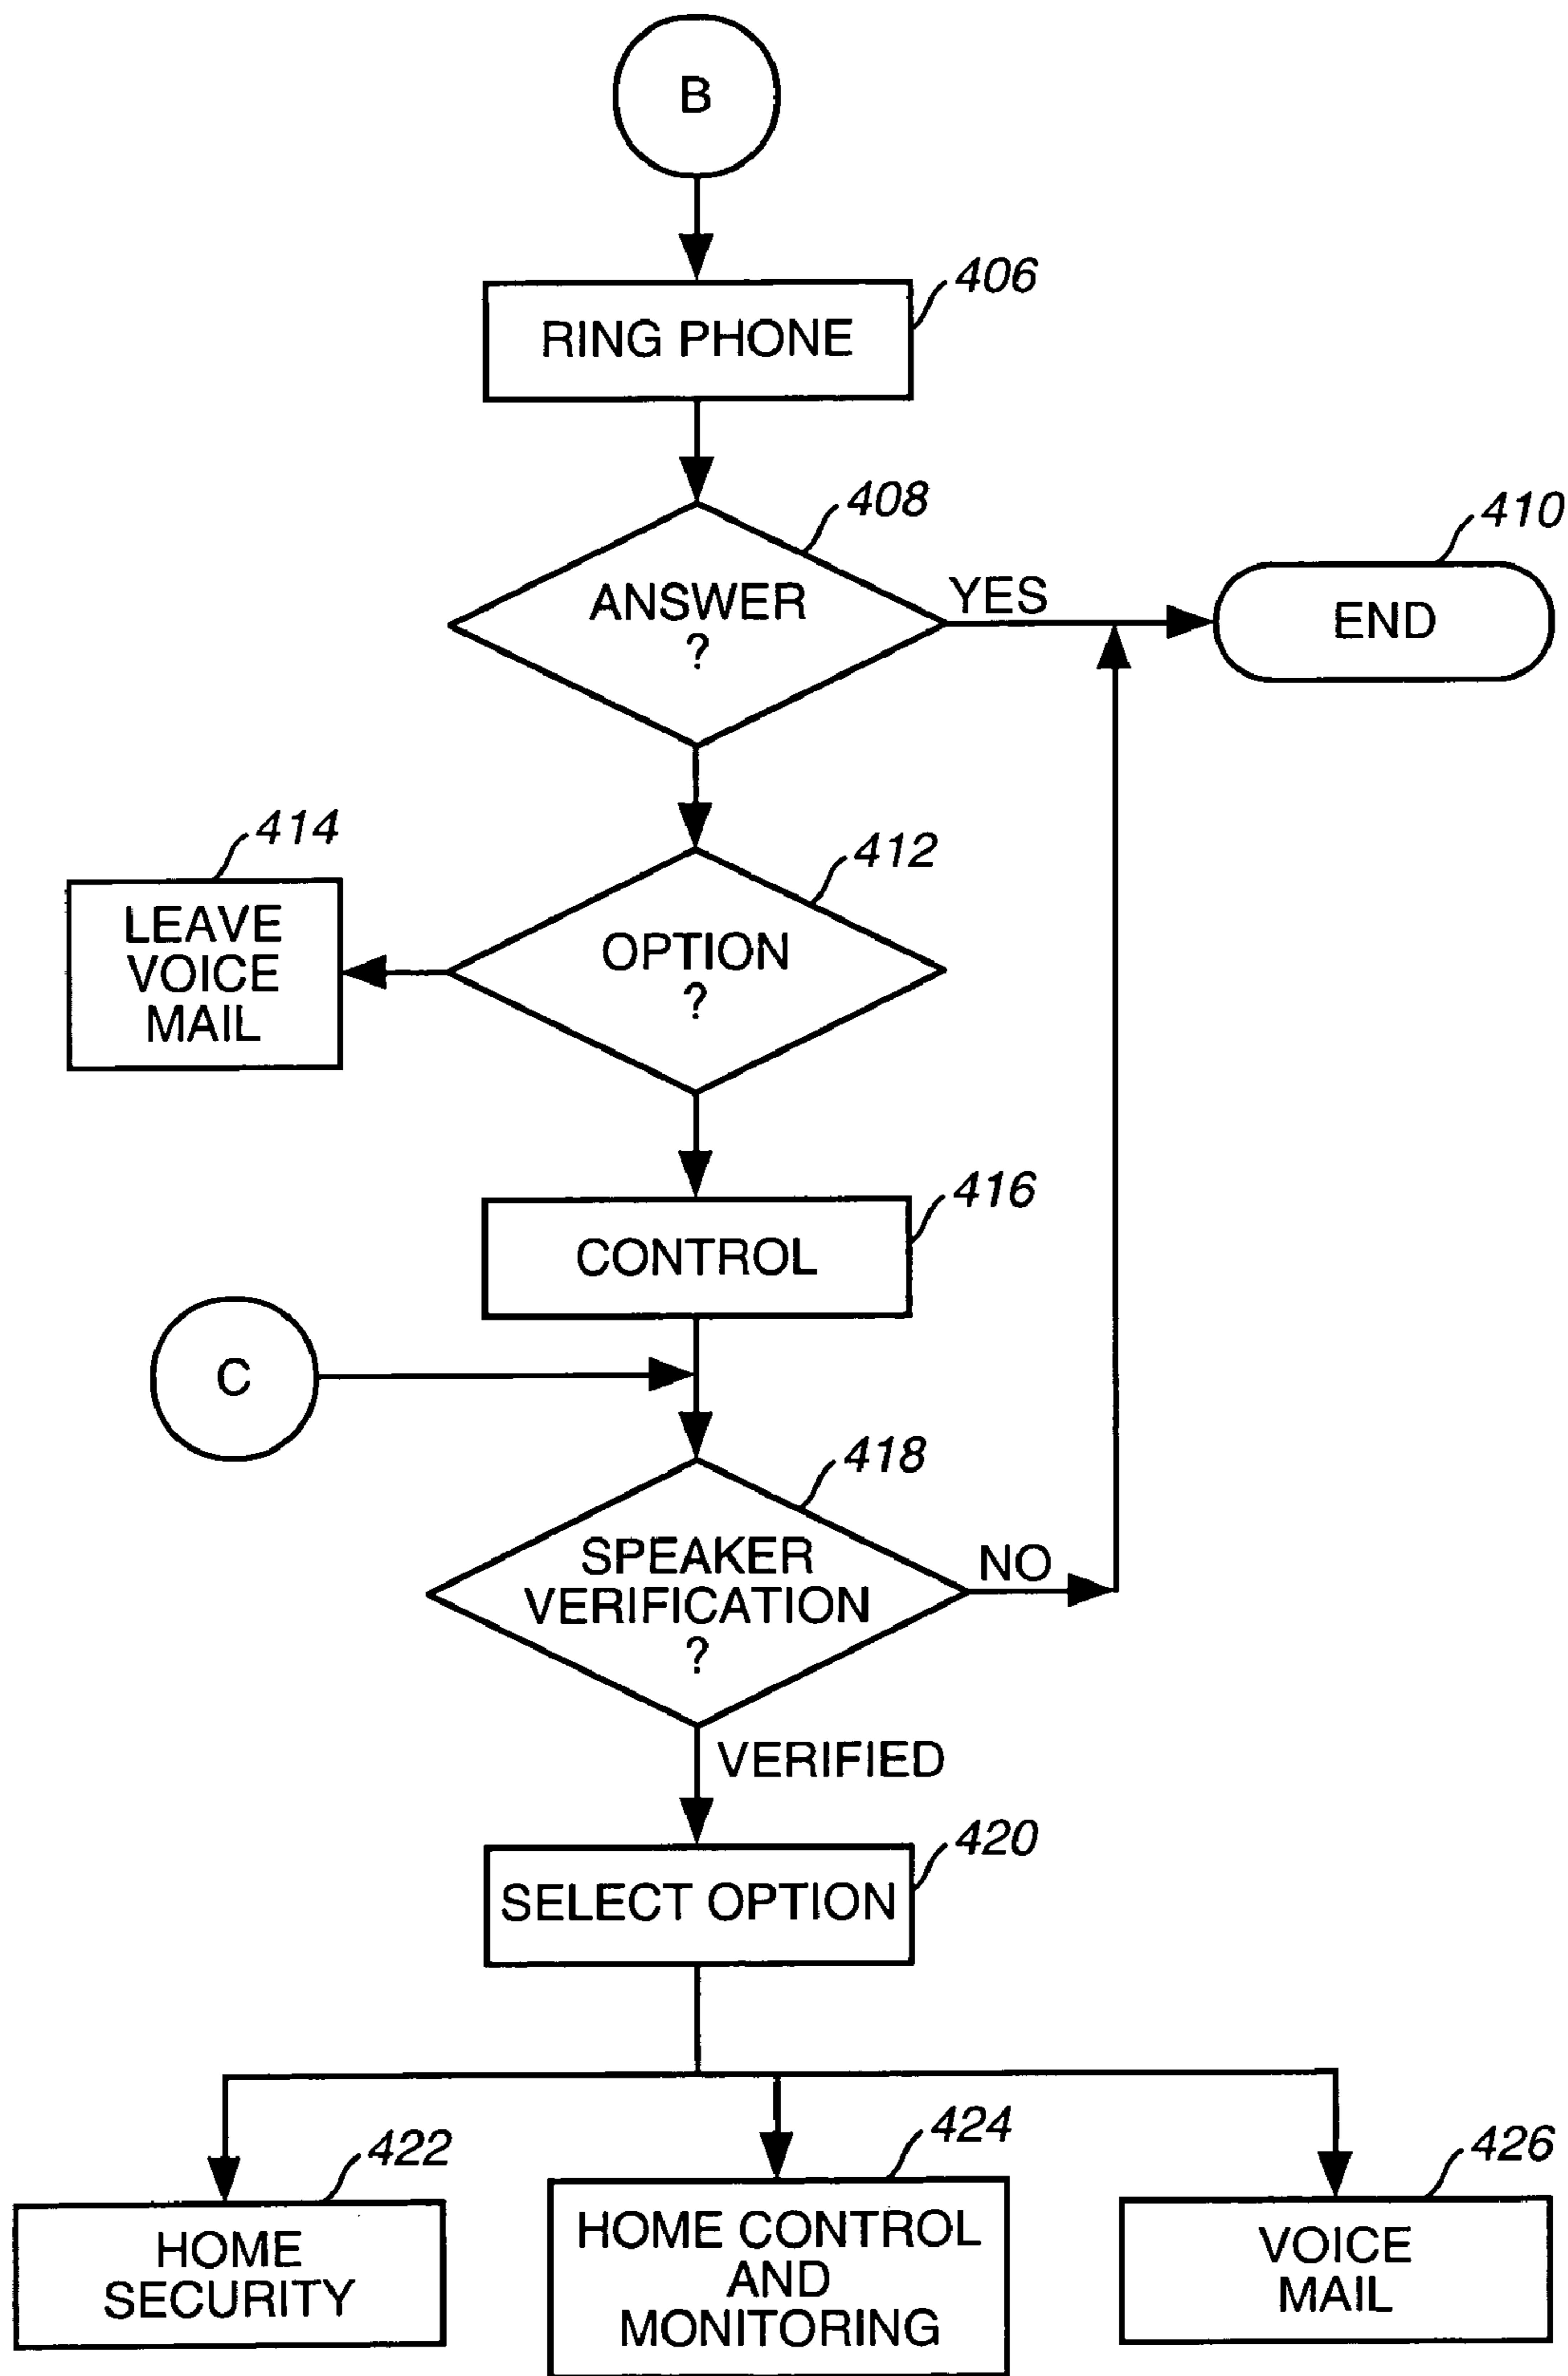 B
406
RING PHONE
408
410
ANSWER
?
YES
END
414
412
LEAVE
VOICE
MAIL
OPTION
?
416
CONTROL
C
418
SPEAKER
VERIFICATION
?
NO
VERIFIED
420
SELECT OPTION
422
424
426
HOME
SECURITY
HOME CONTROL
AND
MONITORING
VOICE
MAIL